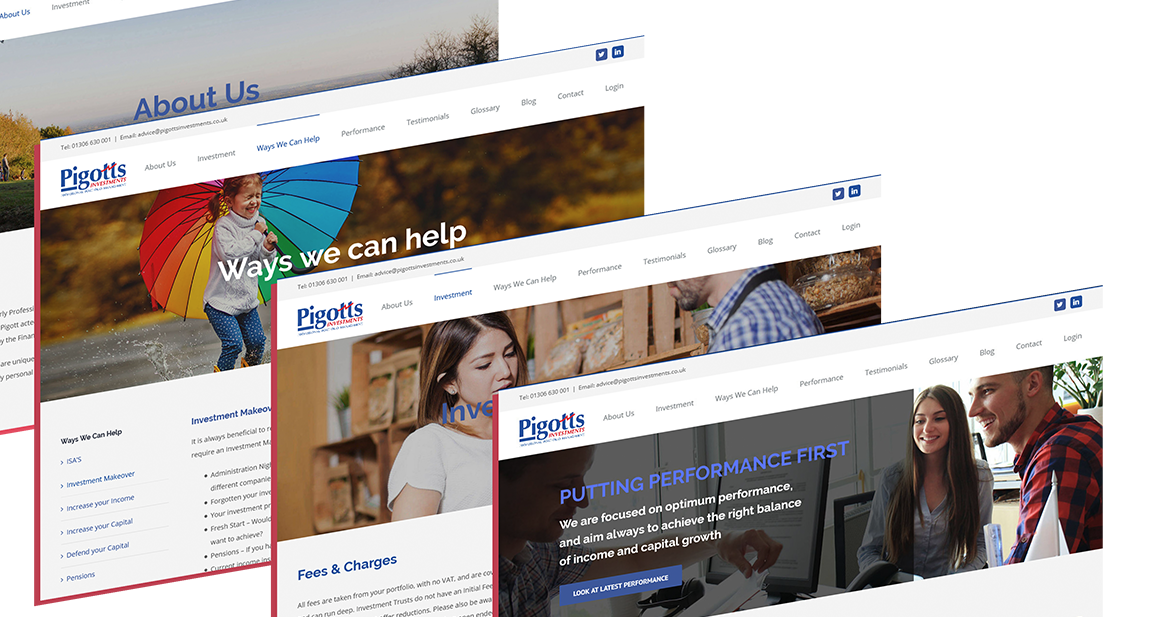 About Us
Investment
About Us
rly Professi
Pigott acte
y the Finan
are unique
y personal
Tel: 01306 630 001 | Email: advice@pigottsinvestments.co.uk
Pigotts
INVESTMENTS
About Us
Investment
Ways We Can Help
Performance
Testimonials
Glossary
Blog
Contact
Login
Ways we can help
Ways We Can Help
ISA'S
Investment Makeover
Increase your Income
Increase your Capital
Defend your Capital
Pensions
Investment Makeov
It is always beneficial to re
require an Investment Ma
Administration Nigh
different companie
Forgotten your inve
Your investment pr
Fresh Start – Would
want to achieve?
Pensions – if you ha
Current income ins
Tel: 01306 630 001 | Email: advice@pigottsinvestments.co.uk
Pigotts
INVESTMENTS
About Us
Investment
Ways We Can Help
Performance
Testimonials
Glossary
Blog
Contact
Login
Inve
Fees & Charges
All fees are taken from your portfolio, with no VAT, and are cov
d can run deep. Investment Trusts do not have an Initial Fee
offer reductions. Please also be awa
Tel: 01306 630 001 | Email: advice@pigottsinvestments.co.uk
Pigotts
INVESTMENTS
About Us
Investment
Ways We Can Help
Performance
Testimonials
Glossary
Blog
Contact
Login
PUTTING PERFORMANCE FIRST
We are focused on optimum performance,
and aim always to achieve the right balance
of income and capital growth
LOOK AT LATEST PERFORMANCE